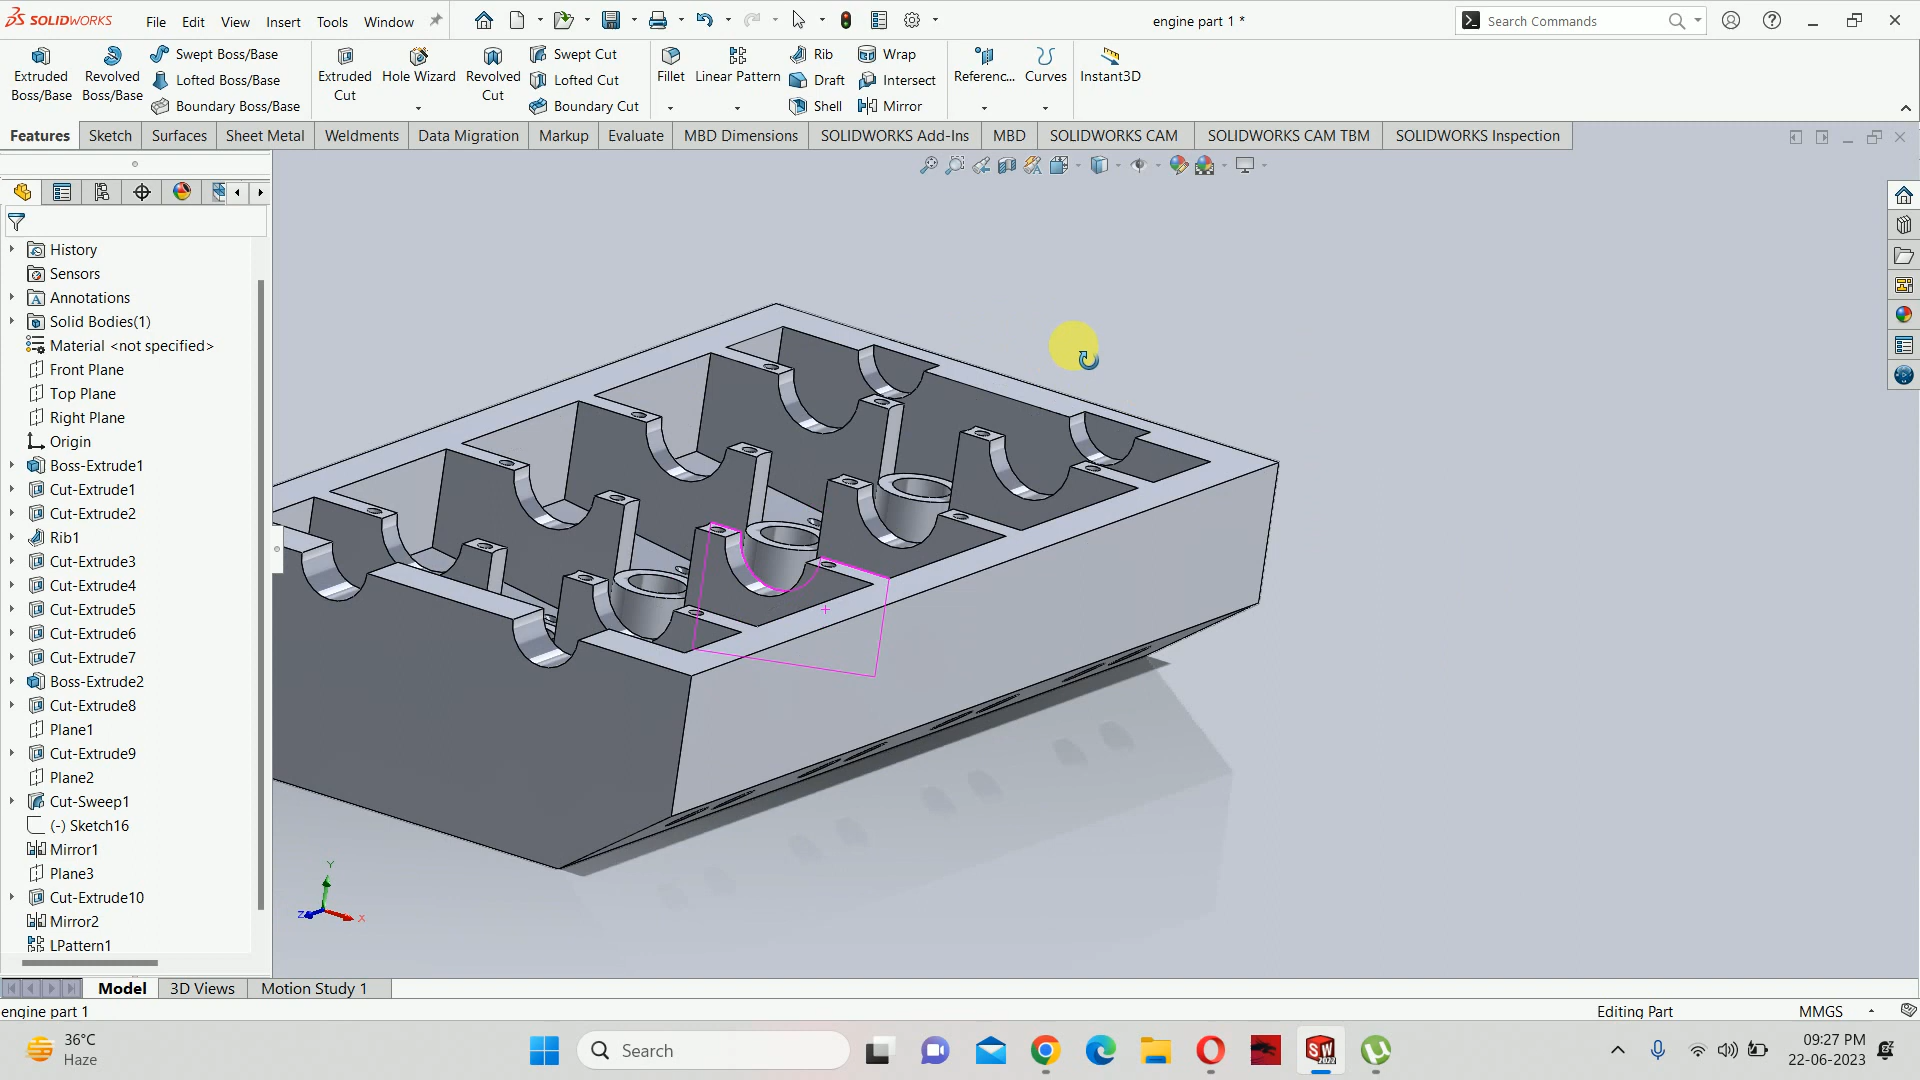 SOLIDWORKS File Edit View Insert Tools Window engine part 1 * Search Commands
Extruded Boss/Base Revolved Boss/Base Swept Boss/Base Lofted Boss/Base Boundary Boss/Base Extruded Cut Hole Wizard Revolved Cut Swept Cut Lofted Cut Boundary Cut Fillet Linear Pattern Rib Draft Shell Wrap Intersect Mirror Referenc... Curves Instant3D
Features Sketch Surfaces Sheet Metal Weldments Data Migration Markup Evaluate MBD Dimensions SOLIDWORKS Add-Ins MBD SOLIDWORKS CAM SOLIDWORKS CAM TBM SOLIDWORKS Inspection
History
Sensors
Annotations
Solid Bodies(1)
Material <not specified>
Front Plane
Top Plane
Right Plane
Origin
Boss-Extrude1
Cut-Extrude1
Cut-Extrude2
Rib1
Cut-Extrude3
Cut-Extrude4
Cut-Extrude5
Cut-Extrude6
Cut-Extrude7
Boss-Extrude2
Cut-Extrude8
Plane1
Cut-Extrude9
Plane2
Cut-Sweep1
(-) Sketch16
Mirror1
Plane3
Cut-Extrude10
Mirror2
LPattern1
Y
Z X
Model 3D Views Motion Study 1
engine part 1 Editing Part MMGS
36°C
Haze
Search
SW
2022
09:27 PM
22-06-2023